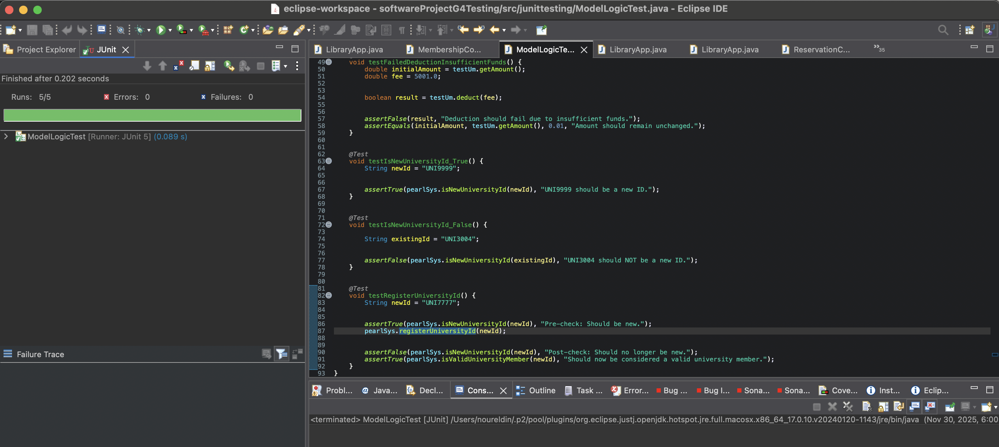 eclipse-workspace - softwareProjectG4Testing/src/junittesting/ModelLogicTest.java - Eclipse IDE
Project Explorer
JUnit
LibraryApp.java
MembershipCo...
ModelLogicTe...
LibraryApp.java
LibraryApp.java
ReservationC...
»35
Finished after 0.202 seconds
Runs: 5/5
Errors: 0
Failures: 0
ModelLogicTest [Runner: JUnit 5] (0.089 s)
Failure Trace
49 void testFailedDeductionInsufficientFunds() {
50 double initialAmount = testUm.getAmount();
51 double fee = 5001.0;
52
53
54 boolean result = testUm.deduct(fee);
55
56
57 assertFalse(result, "Deduction should fail due to insufficient funds.");
58 assertEquals(initialAmount, testUm.getAmount(), 0.01, "Amount should remain unchanged.");
59 }
60
61
62 @Test
63 void testIsNewUniversityId_True() {
64 String newId = "UNI9999";
65
66
67 assertTrue(pearlSys.isNewUniversityId(newId), "UNI9999 should be a new ID.");
68 }
69
70
71 @Test
72 void testIsNewUniversityId_False() {
73
74 String existingId = "UNI3004";
75
76
77 assertFalse(pearlSys.isNewUniversityId(existingId), "UNI3004 should NOT be a new ID.");
78 }
79
80
81 @Test
82 void testRegisterUniversityId() {
83 String newId = "UNI7777";
84
85
86 assertTrue(pearlSys.isNewUniversityId(newId), "Pre-check: Should be new.");
87 pearlSys.registerUniversityId(newId);
88
89
90 assertFalse(pearlSys.isNewUniversityId(newId), "Post-check: Should no longer be new.");
91 assertTrue(pearlSys.isValidUniversityMember(newId), "Should now be considered a valid university member.");
92 }
93 }
Probl...
@ Java...
Decl...
Cons...
Outline
Task ...
Error...
Bug ...
Bug I...
Sona...
Sona...
Cove...
Inst...
Eclip...
<terminated> ModelLogicTest [JUnit] /Users/noureldin/.p2/pool/plugins/org.eclipse.justj.openjdk.hotspot.jre.full.macosx.x86_64_17.0.10.v20240120-1143/jre/bin/java (Nov 30, 2025, 6:00